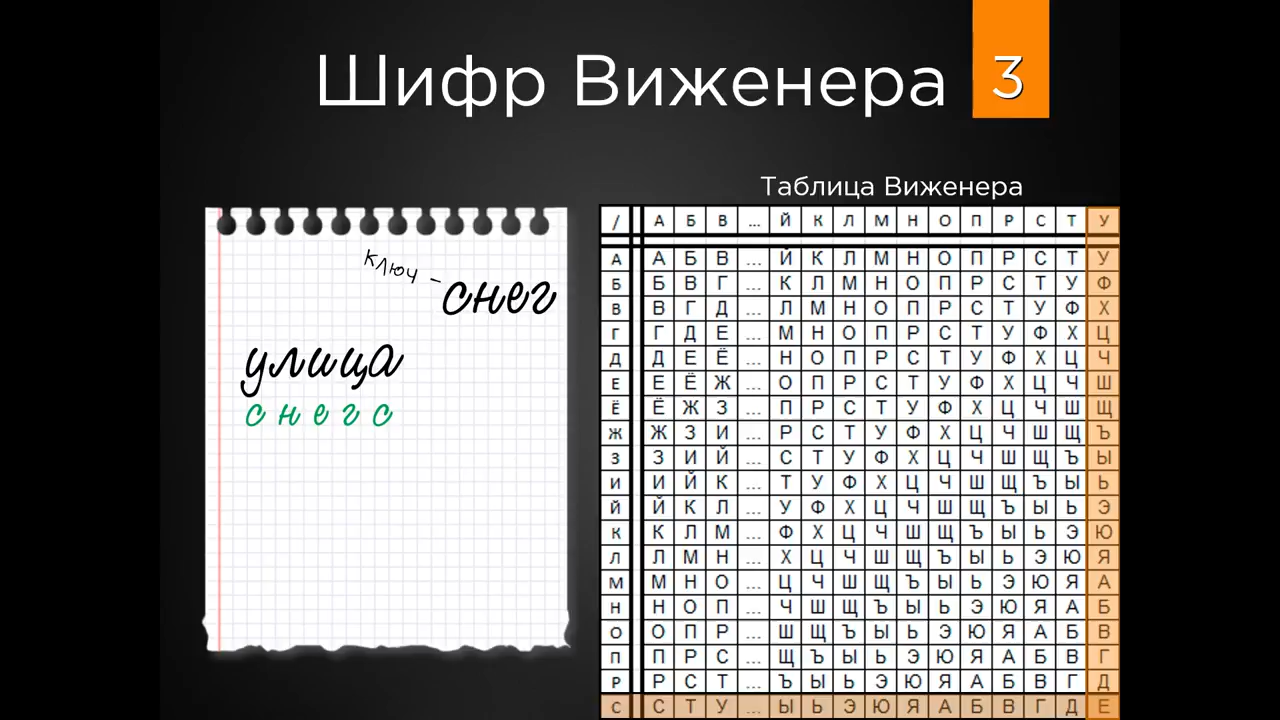 Шифр Виженера
3
Таблица Виженера
ключ - снег
улица
с н е г с
/ А Б В ... Й К Л М Н О П Р С Т У
А А Б В ... Й К Л М Н О П Р С Т У
Б Б В Г ... К Л М Н О П Р С Т У Ф
В В Г Д ... Л М Н О П Р С Т У Ф Х
Г Г Д Е ... М Н О П Р С Т У Ф Х Ц
Д Д Е Ё ... Н О П Р С Т У Ф Х Ц Ч
Е Е Ё Ж ... О П Р С Т У Ф Х Ц Ч Ш
Ё Ё Ж З ... П Р С Т У Ф Х Ц Ч Ш Щ
Ж Ж З И ... Р С Т У Ф Х Ц Ч Ш Щ Ъ
З З И Й ... С Т У Ф Х Ц Ч Ш Щ Ъ Ы
И И Й К ... Т У Ф Х Ц Ч Ш Щ Ъ Ы Ь
Й Й К Л ... У Ф Х Ц Ч Ш Щ Ъ Ы Ь Э
К К Л М ... Ф Х Ц Ч Ш Щ Ъ Ы Ь Э Ю
Л Л М Н ... Х Ц Ч Ш Щ Ъ Ы Ь Э Ю Я
М М Н О ... Ц Ч Ш Щ Ъ Ы Ь Э Ю Я А
Н Н О П ... Ч Ш Щ Ъ Ы Ь Э Ю Я А Б
О О П Р ... Ш Щ Ъ Ы Ь Э Ю Я А Б В
П П Р С ... Щ Ъ Ы Ь Э Ю Я А Б В Г
Р Р С Т ... Ъ Ы Ь Э Ю Я А Б В Г Д
С С Т У ... Ы Ь Э Ю Я А Б В Г Д Е